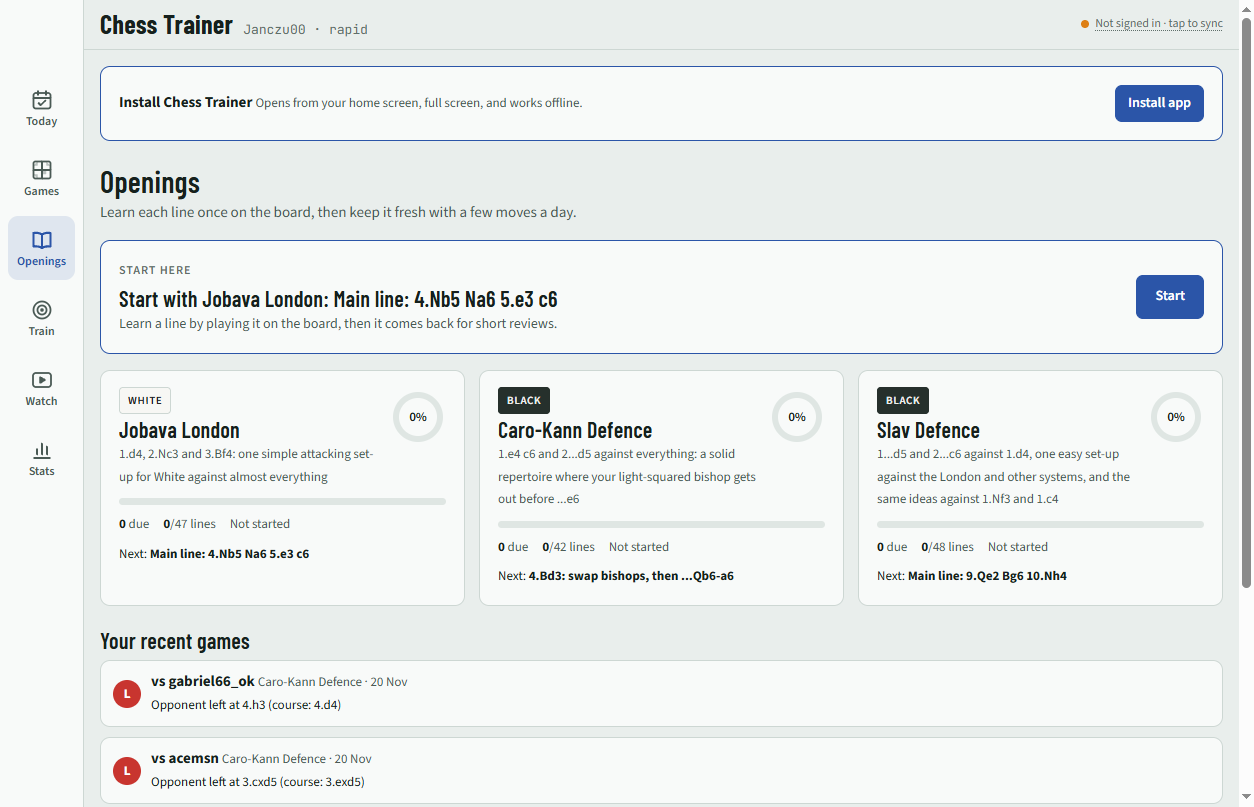 Chess Trainer Janczu00 · rapid
Not signed in · tap to sync
Today
Games
Openings
Train
Watch
Stats
Install Chess Trainer Opens from your home screen, full screen, and works offline.
Install app
Openings
Learn each line once on the board, then keep it fresh with a few moves a day.
START HERE
Start with Jobava London: Main line: 4.Nb5 Na6 5.e3 c6
Learn a line by playing it on the board, then it comes back for short reviews.
Start
WHITE
0%
Jobava London
1.d4, 2.Nc3 and 3.Bf4: one simple attacking set-
up for White against almost everything
0 due 0/47 lines Not started
Next: Main line: 4.Nb5 Na6 5.e3 c6
BLACK
0%
Caro-Kann Defence
1.e4 c6 and 2...d5 against everything: a solid
repertoire where your light-squared bishop gets
out before ...e6
0 due 0/42 lines Not started
Next: 4.Bd3: swap bishops, then ...Qb6-a6
BLACK
0%
Slav Defence
1...d5 and 2...c6 against 1.d4, one easy set-up
against the London and other systems, and the
same ideas against 1.Nf3 and 1.c4
0 due 0/48 lines Not started
Next: Main line: 9.Qe2 Bg6 10.Nh4
Your recent games
L
vs gabriel66_ok Caro-Kann Defence · 20 Nov
Opponent left at 4.h3 (course: 4.d4)
L
vs acemsn Caro-Kann Defence · 20 Nov
Opponent left at 3.cxd5 (course: 3.exd5)